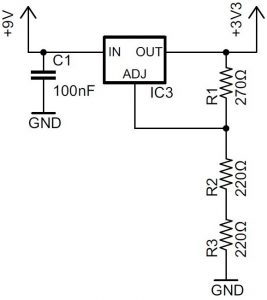 +9V
+3V3
C1
100nF
GND
IN OUT
ADJ
IC3
R1
270Ω
R2
220Ω
R3
220Ω
GND